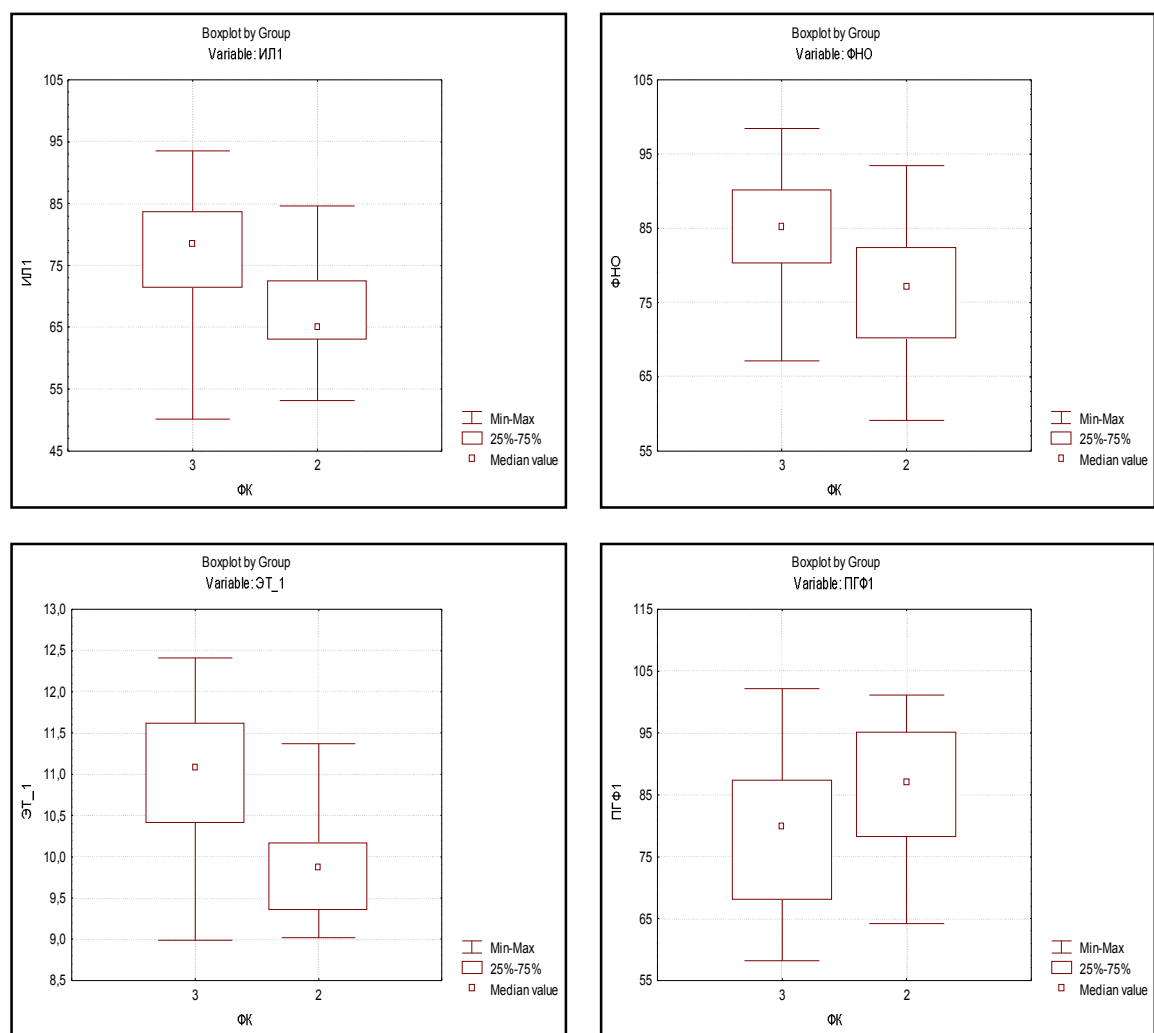 Boxplot by Group
Variable: ИЛ1
105
95
85
75
65
55
45
ИЛ1
3 2
ФК
Min-Max
25%-75%
Median value
Boxplot by Group
Variable: ФНО
105
95
85
75
65
55
ФНО
3 2
ФК
Min-Max
25%-75%
Median value
Boxplot by Group
Variable: ЭТ_1
13,0
12,5
12,0
11,5
11,0
10,5
10,0
9,5
9,0
8,5
ЭТ_1
3 2
ФК
Min-Max
25%-75%
Median value
Boxplot by Group
Variable: ПГФ1
115
105
95
85
75
65
55
ПГФ1
3 2
ФК
Min-Max
25%-75%
Median value